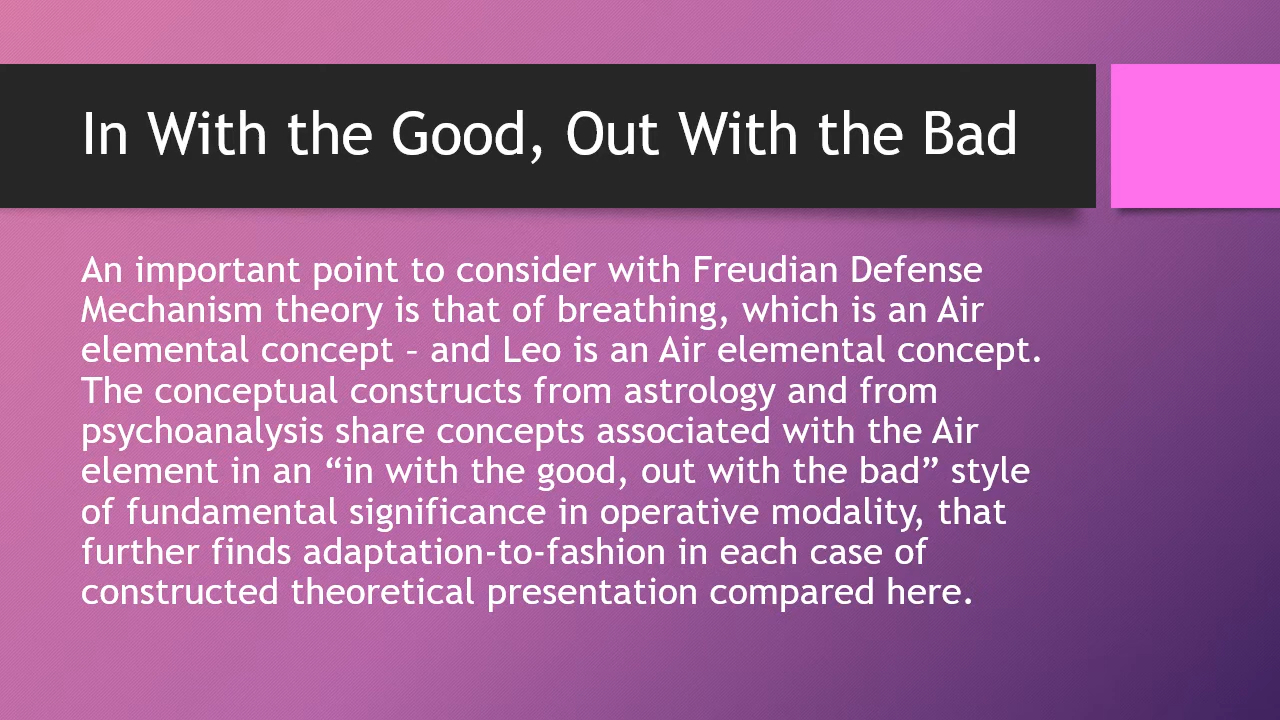 In With the Good, Out With the Bad
An important point to consider with Freudian Defense
Mechanism theory is that of breathing, which is an Air
elemental concept – and Leo is an Air elemental concept.
The conceptual constructs from astrology and from
psychoanalysis share concepts associated with the Air
element in an “in with the good, out with the bad” style
of fundamental significance in operative modality, that
further finds adaptation-to-fashion in each case of
constructed theoretical presentation compared here.